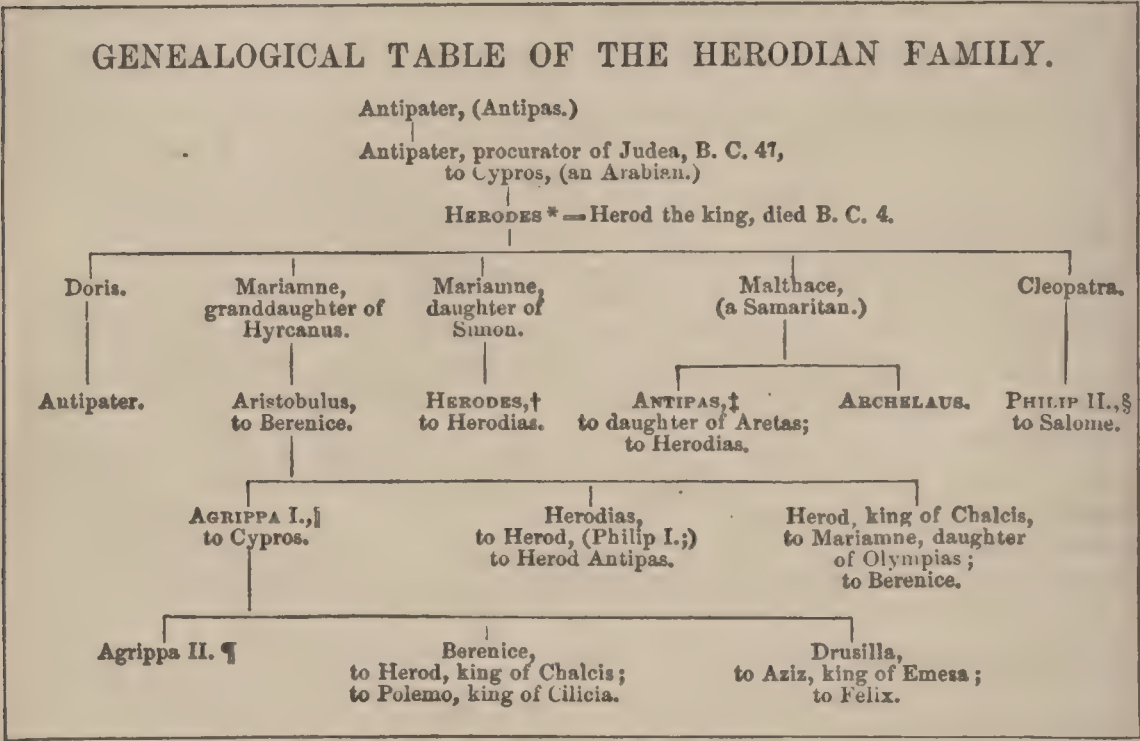 GENEALOGICAL TABLE OF THE HERODIAN FAMILY.
Antipater, (Antipas.)
Antipater, procurator of Judea, B. C. 47,
to Cypros, (an Arabian.)
HERODES * = Herod the king, died B. C. 4.
Doris.
Mariamne,
granddaughter of
Hyrcanus.
Mariamne,
daughter of
Simon.
Malthace,
(a Samaritan.)
Cleopatra.
Antipater.
Aristobulus,
to Berenice.
HERODES,†
to Herodias.
ANTIPAS,‡
to daughter of Aretas;
to Herodias.
ARCHELAUS.
PHILIP II.,§
to Salome.
AGRIPPA I.,‖
to Cypros.
Herodias,
to Herod, (Philip I.;)
to Herod Antipas.
Herod, king of Chalcis,
to Mariamne, daughter
of Olympias;
to Berenice.
Agrippa II. ¶
Berenice,
to Herod, king of Chalcis;
to Polemo, king of Cilicia.
Drusilla,
to Aziz, king of Emesa;
to Felix.